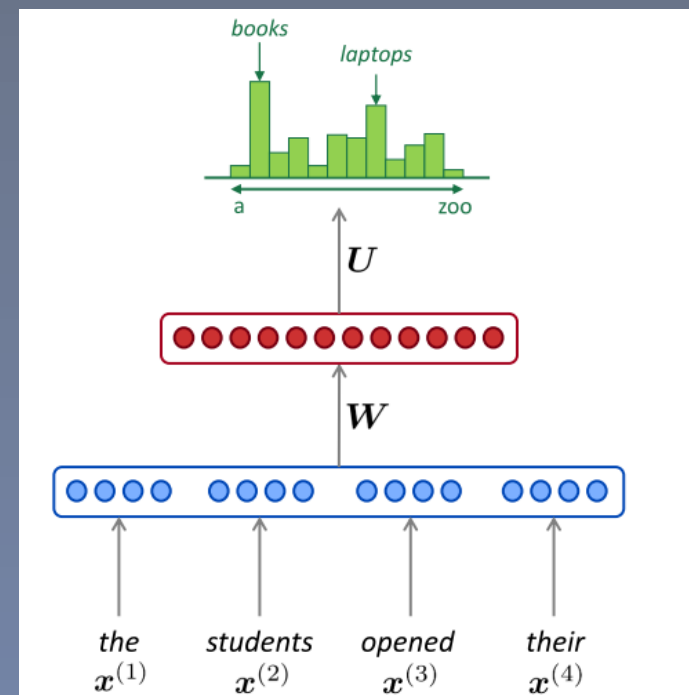 books
laptops
a zoo
U
W
the students opened their
x^{(1)} x^{(2)} x^{(3)} x^{(4)}